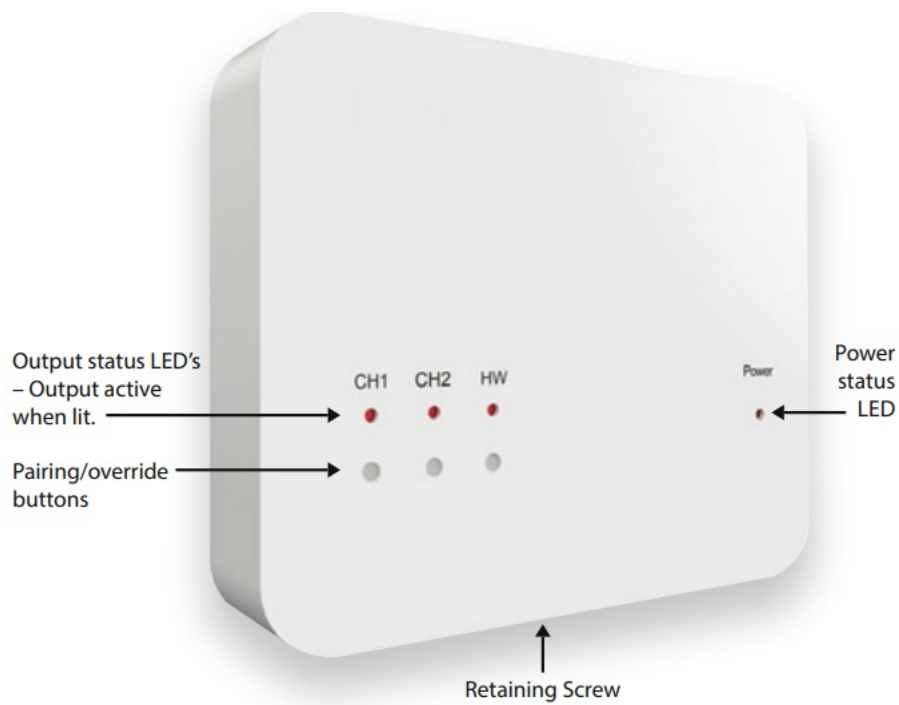 Output status LED's
– Output active
when lit.
Pairing/override
buttons
CH1 CH2 HW
Power
Power
status
LED
Retaining Screw